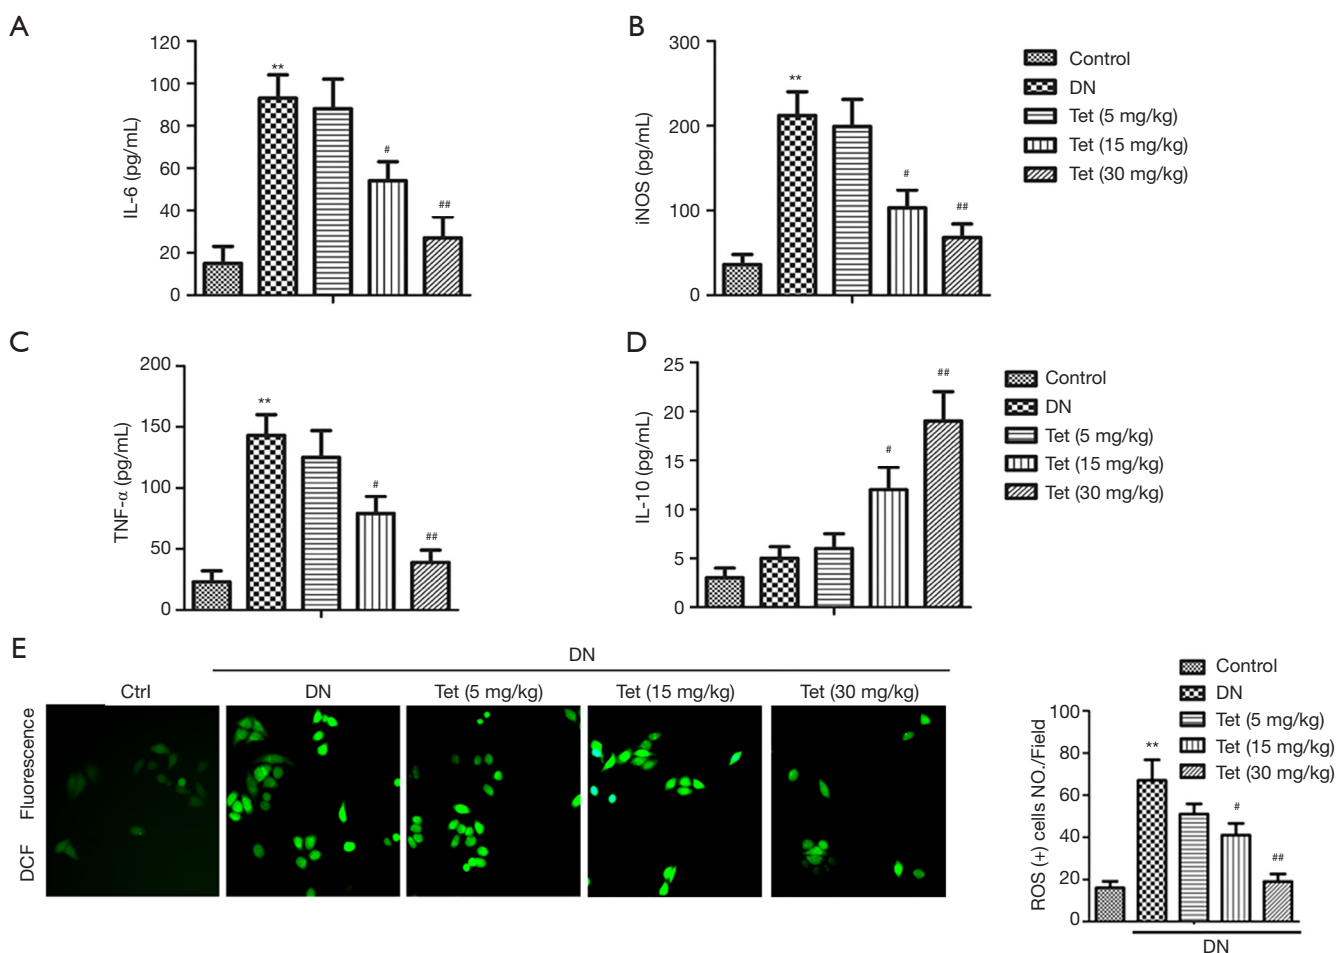 A
IL-6 (pg/mL)
120
100
80
60
40
20
0
**
#
##
B
iNOS (pg/mL)
300
200
100
0
**
#
##
Control
DN
Tet (5 mg/kg)
Tet (15 mg/kg)
Tet (30 mg/kg)
C
TNF-α (pg/mL)
200
150
100
50
0
**
#
##
D
IL-10 (pg/mL)
25
20
15
10
5
0
#
##
Control
DN
Tet (5 mg/kg)
Tet (15 mg/kg)
Tet (30 mg/kg)
E
DN
Ctrl DN Tet (5 mg/kg) Tet (15 mg/kg) Tet (30 mg/kg)
DCF Fluorescence
ROS (+) cells NO./Field
100
80
60
40
20
0
**
#
##
Control
DN
Tet (5 mg/kg)
Tet (15 mg/kg)
Tet (30 mg/kg)
DN